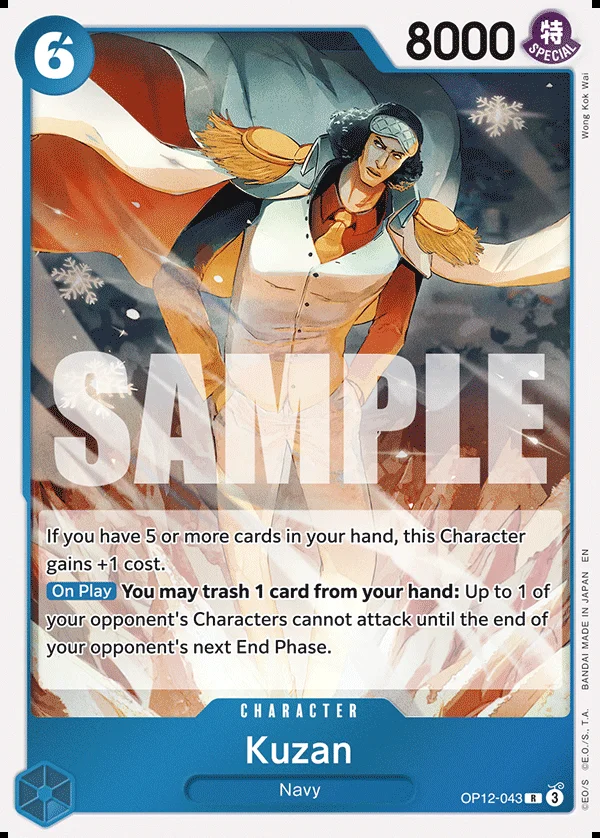 6
8000
特
SPECIAL
Wong Kok Wai
SAMPLE
If you have 5 or more cards in your hand, this Character
gains +1 cost.
On Play You may trash 1 card from your hand: Up to 1 of
your opponent's Characters cannot attack until the end of
your opponent's next End Phase.
CHARACTER
Kuzan
Navy
OP12-043 R 3
©EO/S ©E.O./S., T.A. BANDAI MADE IN JAPAN EN